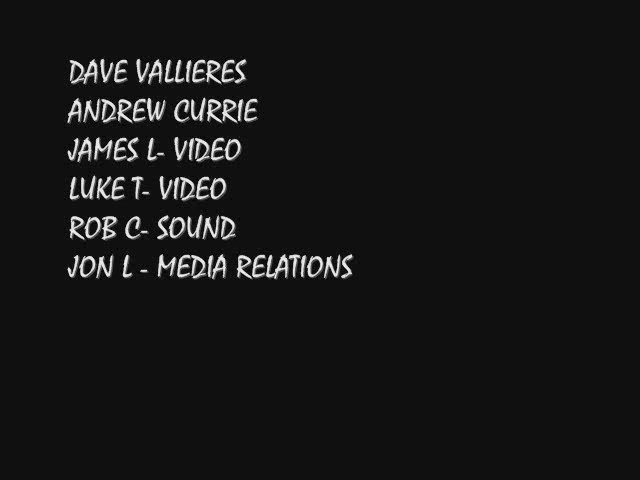 DAVE VALLIERES
ANDREW CURRIE
JAMES L- VIDEO
LUKE T- VIDEO
ROB C- SOUND
JON L - MEDIA RELATIONS